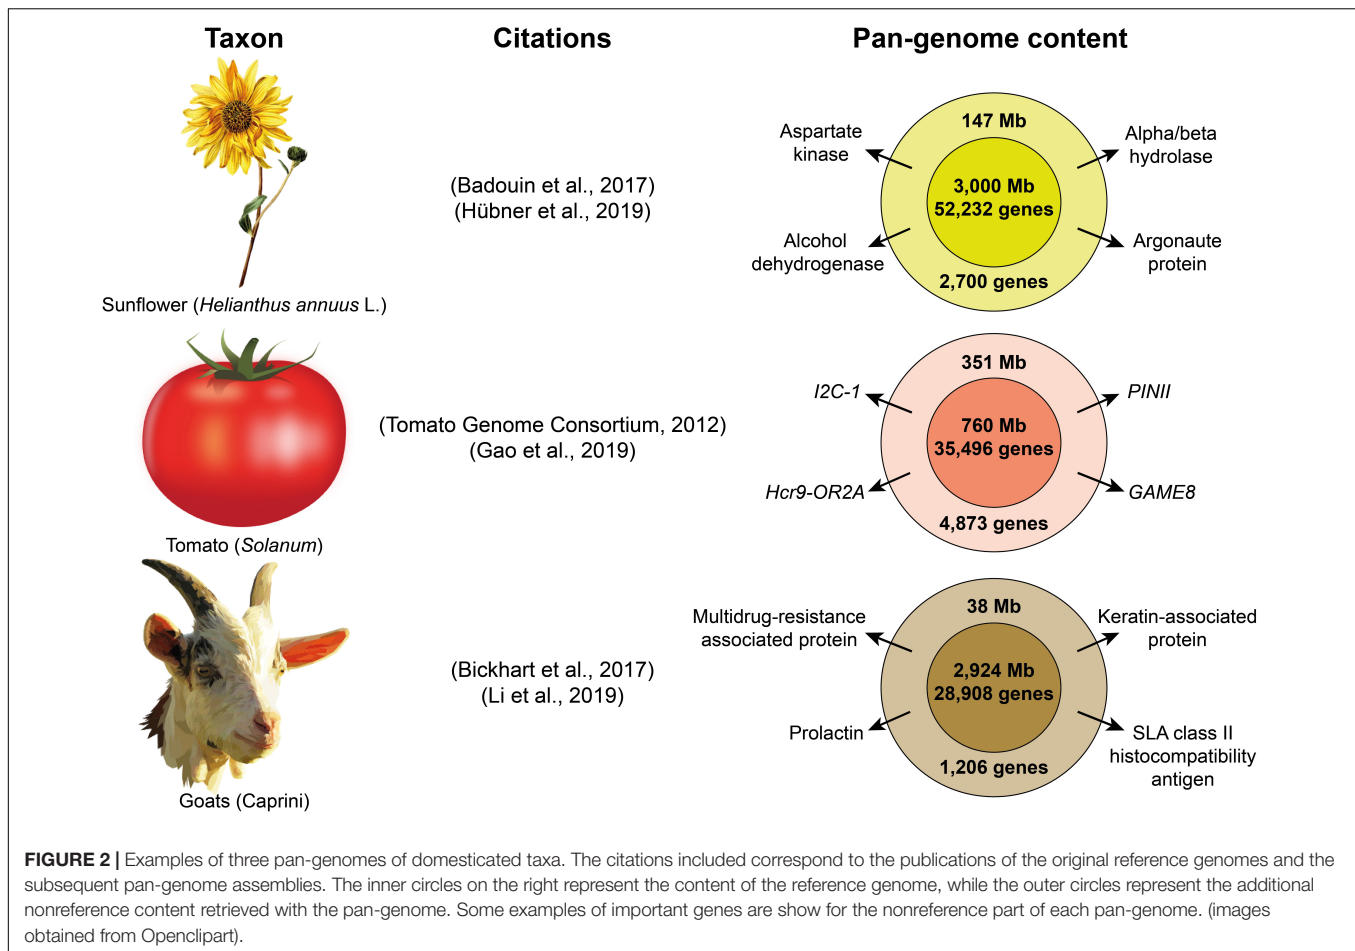 Taxon
Citations
Pan-genome content
Sunflower (Helianthus annuus L.)
(Badouin et al., 2017)
(Hübner et al., 2019)
Aspartate
kinase
Alpha/beta
hydrolase
Alcohol
dehydrogenase
Argonaute
protein
147 Mb
3,000 Mb
52,232 genes
2,700 genes
Tomato (Solanum)
(Tomato Genome Consortium, 2012)
(Gao et al., 2019)
I2C-1
PINII
Hcr9-OR2A
GAME8
351 Mb
760 Mb
35,496 genes
4,873 genes
Goats (Caprini)
(Bickhart et al., 2017)
(Li et al., 2019)
Multidrug-resistance
associated protein
Keratin-associated
protein
Prolactin
SLA class II
histocompatibility
antigen
38 Mb
2,924 Mb
28,908 genes
1,206 genes
FIGURE 2 | Examples of three pan-genomes of domesticated taxa. The citations included correspond to the publications of the original reference genomes and the
subsequent pan-genome assemblies. The inner circles on the right represent the content of the reference genome, while the outer circles represent the additional
nonreference content retrieved with the pan-genome. Some examples of important genes are show for the nonreference part of each pan-genome. (images
obtained from Openclipart).